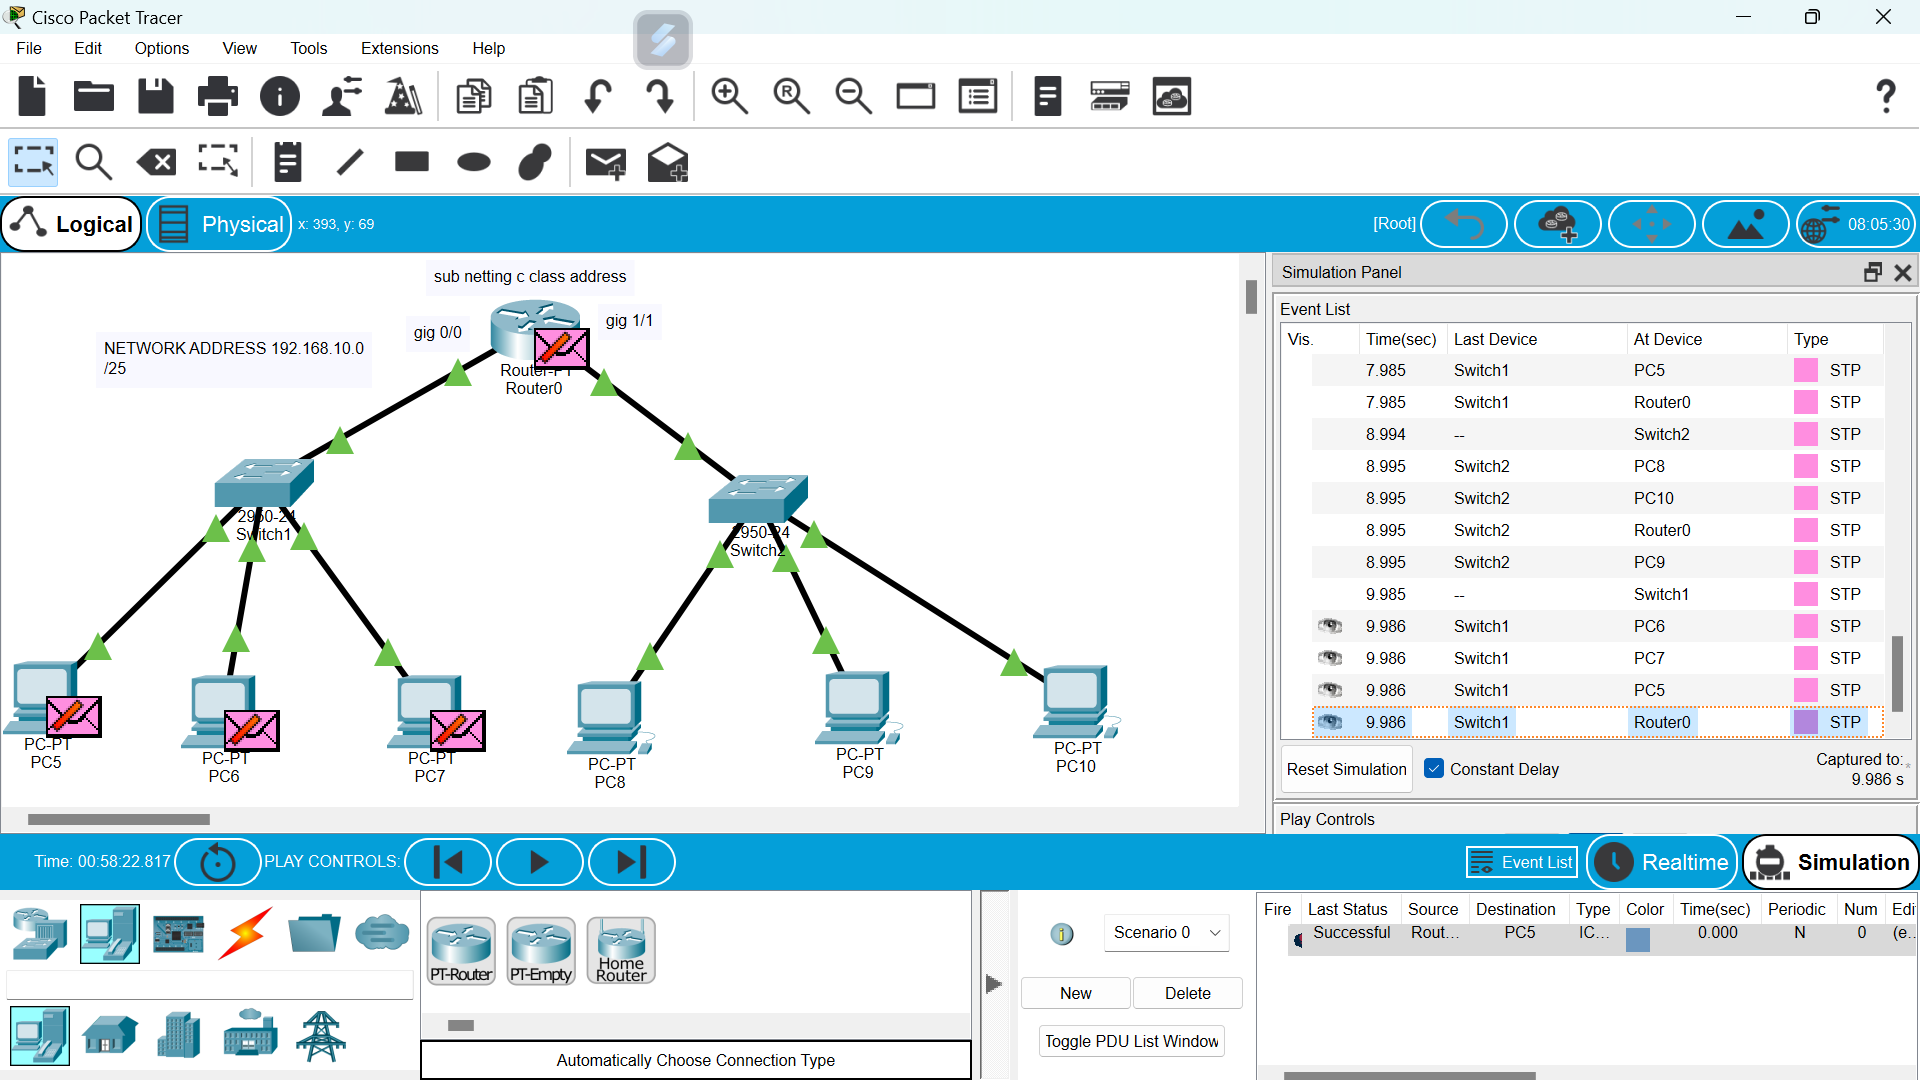 Cisco Packet Tracer
File Edit Options View Tools Extensions Help
Logical Physical x: 393, y: 69 [Root] 08:05:30
sub netting c class address
gig 0/0
gig 1/1
NETWORK ADDRESS 192.168.10.0
/25
Router-PT
Router0
2950-24
Switch1
2950-24
Switch2
PC-PT
PC5
PC-PT
PC6
PC-PT
PC7
PC-PT
PC8
PC-PT
PC9
PC-PT
PC10
Simulation Panel
Event List
Vis. Time(sec) Last Device At Device Type
7.985 Switch1 PC5 STP
7.985 Switch1 Router0 STP
8.994 -- Switch2 STP
8.995 Switch2 PC8 STP
8.995 Switch2 PC10 STP
8.995 Switch2 Router0 STP
8.995 Switch2 PC9 STP
9.985 -- Switch1 STP
9.986 Switch1 PC6 STP
9.986 Switch1 PC7 STP
9.986 Switch1 PC5 STP
9.986 Switch1 Router0 STP
Reset Simulation Constant Delay Captured to: *
9.986 s
Play Controls
Time: 00:58:22.817 PLAY CONTROLS: Event List Realtime Simulation
PT-Router PT-Empty Home Router
Automatically Choose Connection Type
Scenario 0
New Delete
Toggle PDU List Window
Fire Last Status Source Destination Type Color Time(sec) Periodic Num Edi
Successful Rout... PC5 IC... 0.000 N 0 (e...